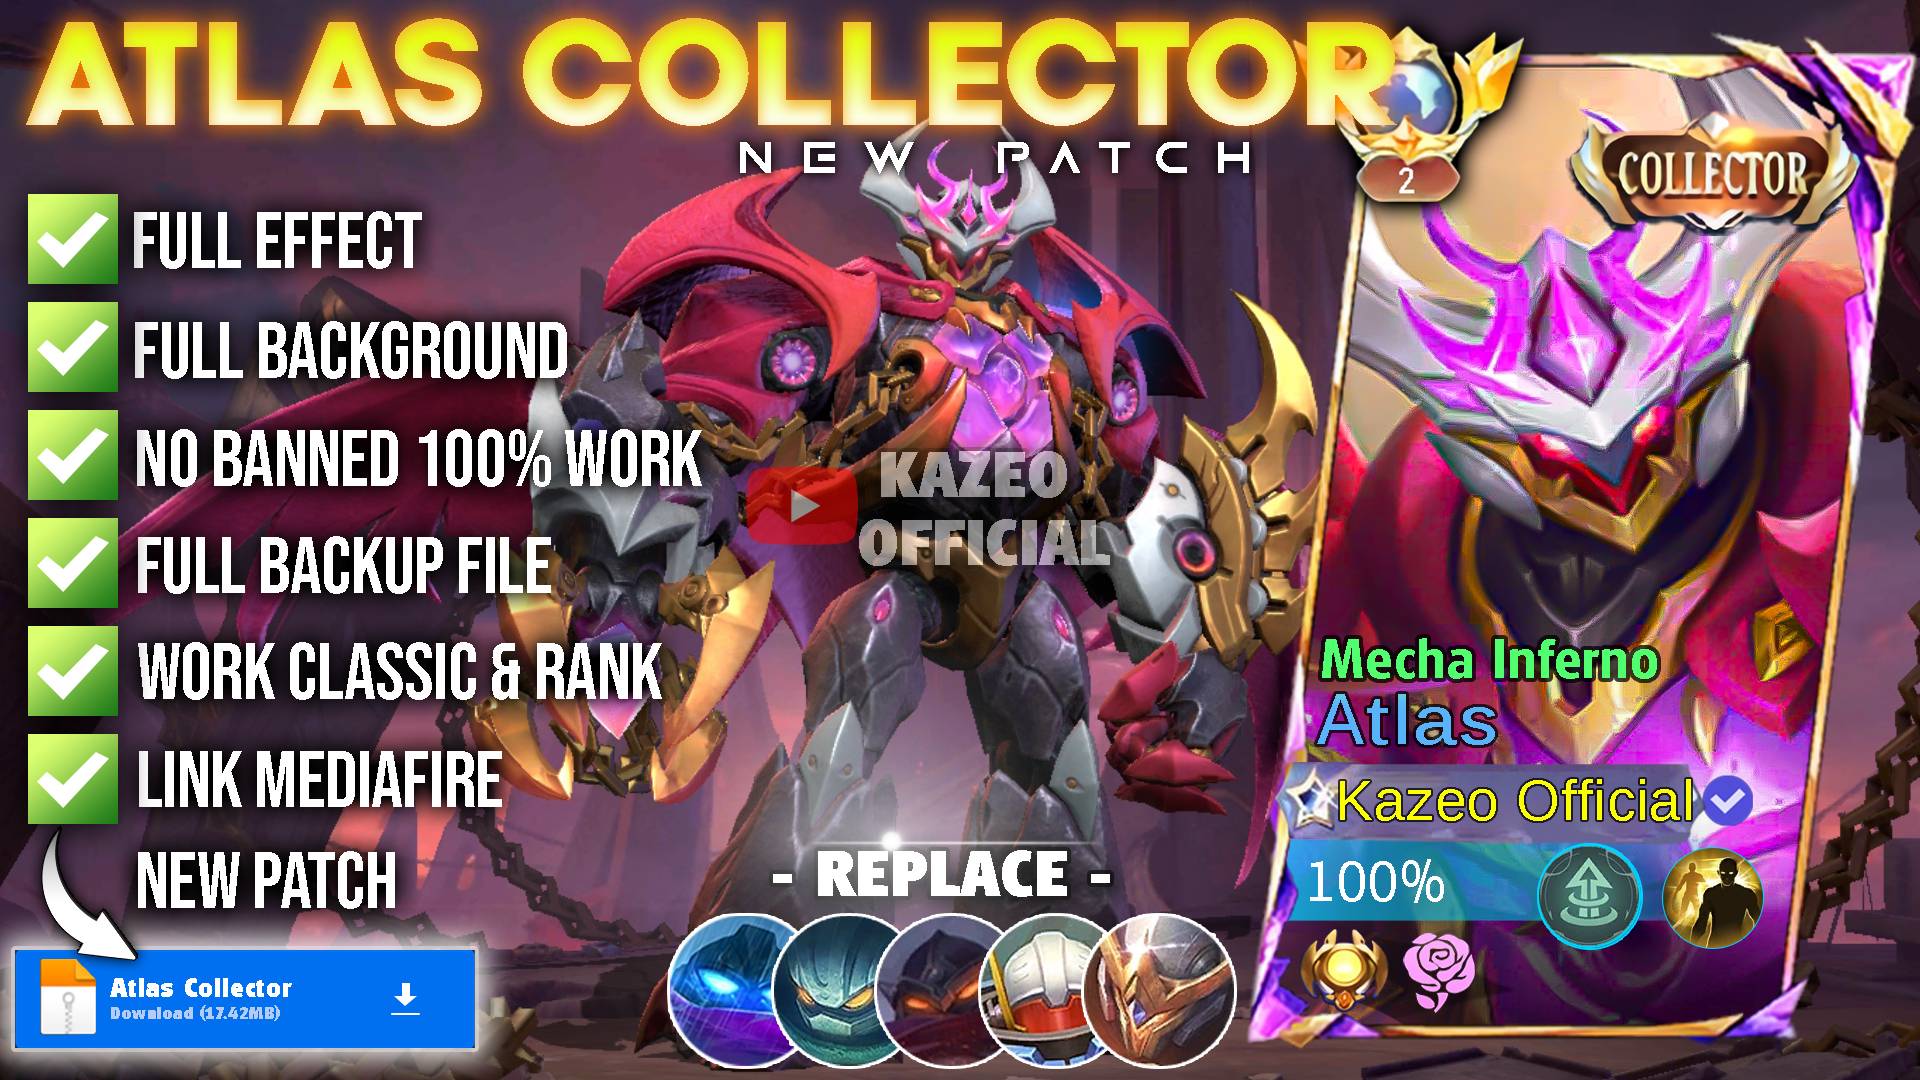 ATLAS COLLECTOR
NEW PATCH
2
COLLECTOR
FULL EFFECT
FULL BACKGROUND
NO BANNED 100% WORK
FULL BACKUP FILE
WORK CLASSIC & RANK
LINK MEDIAFIRE
NEW PATCH
Atlas Collector
Download (17.42MB)
KAZEO
OFFICIAL
- REPLACE -
Mecha Inferno
Atlas
Kazeo Official
100%